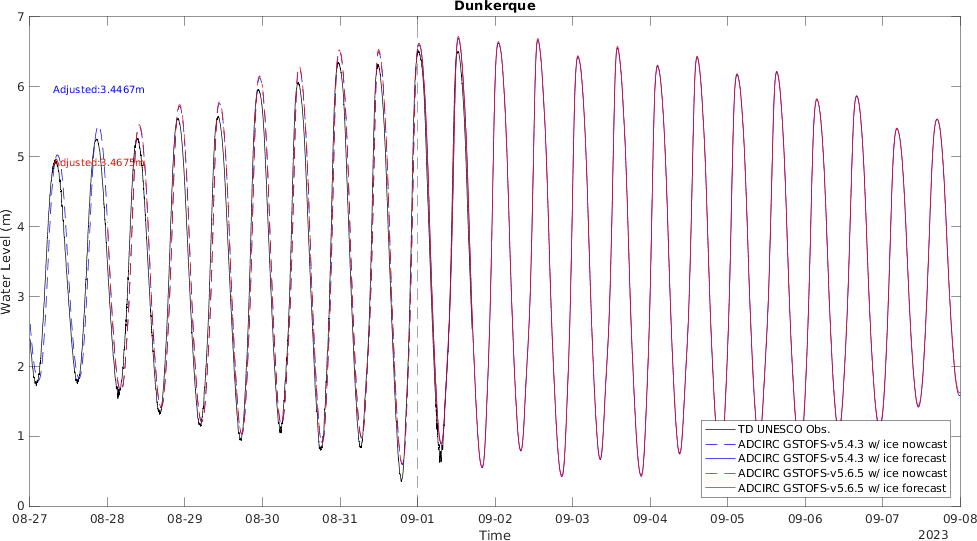 Dunkerque
7
6
5
4
3
2
1
0
Water Level (m)
Adjusted:3.4467m
Adjusted:3.4675m
TD UNESCO Obs.
ADCIRC GSTOFS-v5.4.3 w/ ice nowcast
ADCIRC GSTOFS-v5.4.3 w/ ice forecast
ADCIRC GSTOFS-v5.6.5 w/ ice nowcast
ADCIRC GSTOFS-v5.6.5 w/ ice forecast
08-27 08-28 08-29 08-30 08-31 09-01 09-02 09-03 09-04 09-05 09-06 09-07 09-08
Time
2023